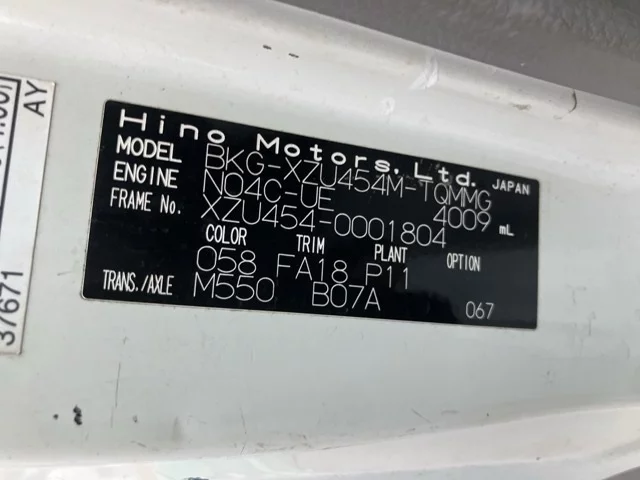 Hino Motors, Ltd. JAPAN
MODEL BKG-XZU454M-TQMMG
ENGINE N04C-UE 4009 mL
FRAME No. XZU454-0001804
COLOR TRIM PLANT OPTION
058 FA18 P11
TRANS./AXLE M550 B07A 067
AY
37671